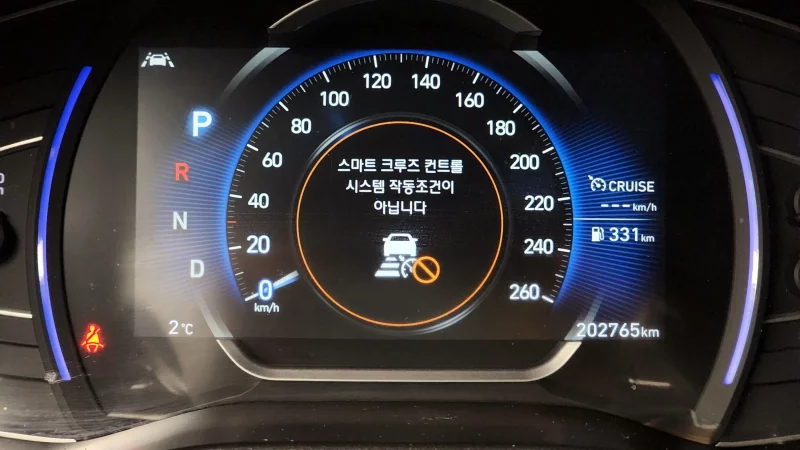 120 140
100 160
80 180
60 200
40 220
20 240
0 260
km/h
P
R
N
D
스마트 크루즈 컨트롤
시스템 작동조건이
아닙니다
CRUISE
---km/h
331km
2°C
202765km